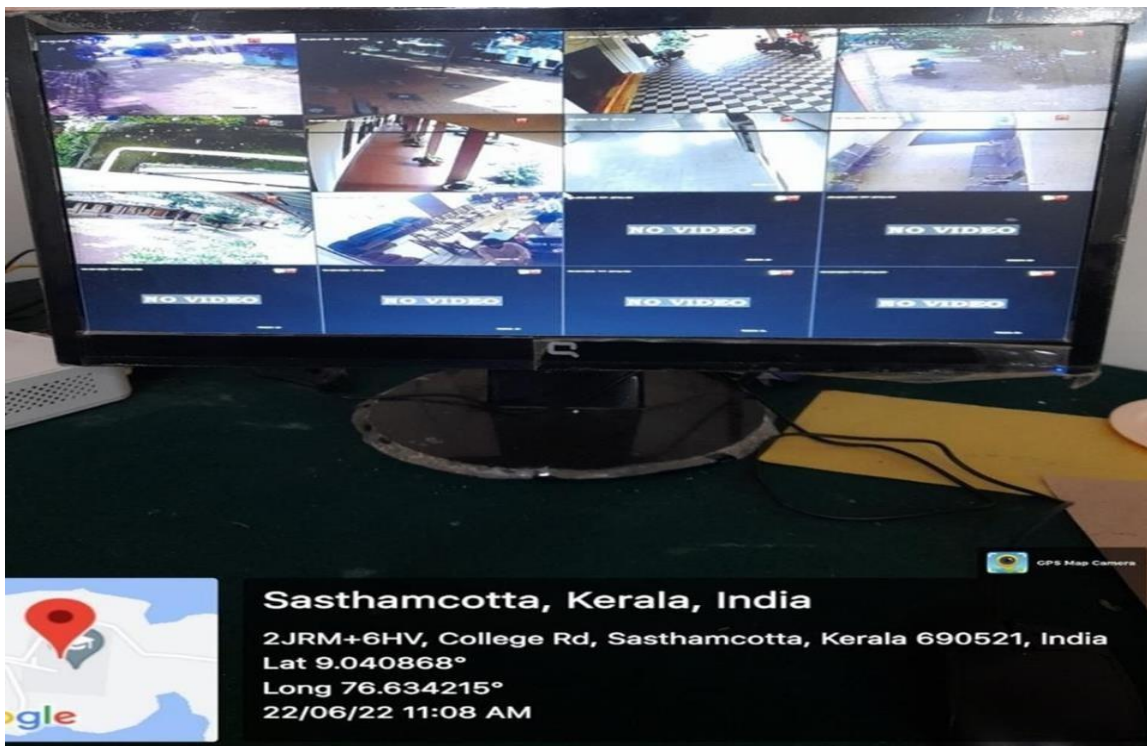 NO VIDEO
NO VIDEO
NO VIDEO
NO VIDEO
NO VIDEO
NO VIDEO
GPS Map Camera
Sasthamcotta, Kerala, India
2JRM+6HV, College Rd, Sasthamcotta, Kerala 690521, India
Lat 9.040868°
Long 76.634215°
22/06/22 11:08 AM
ogle